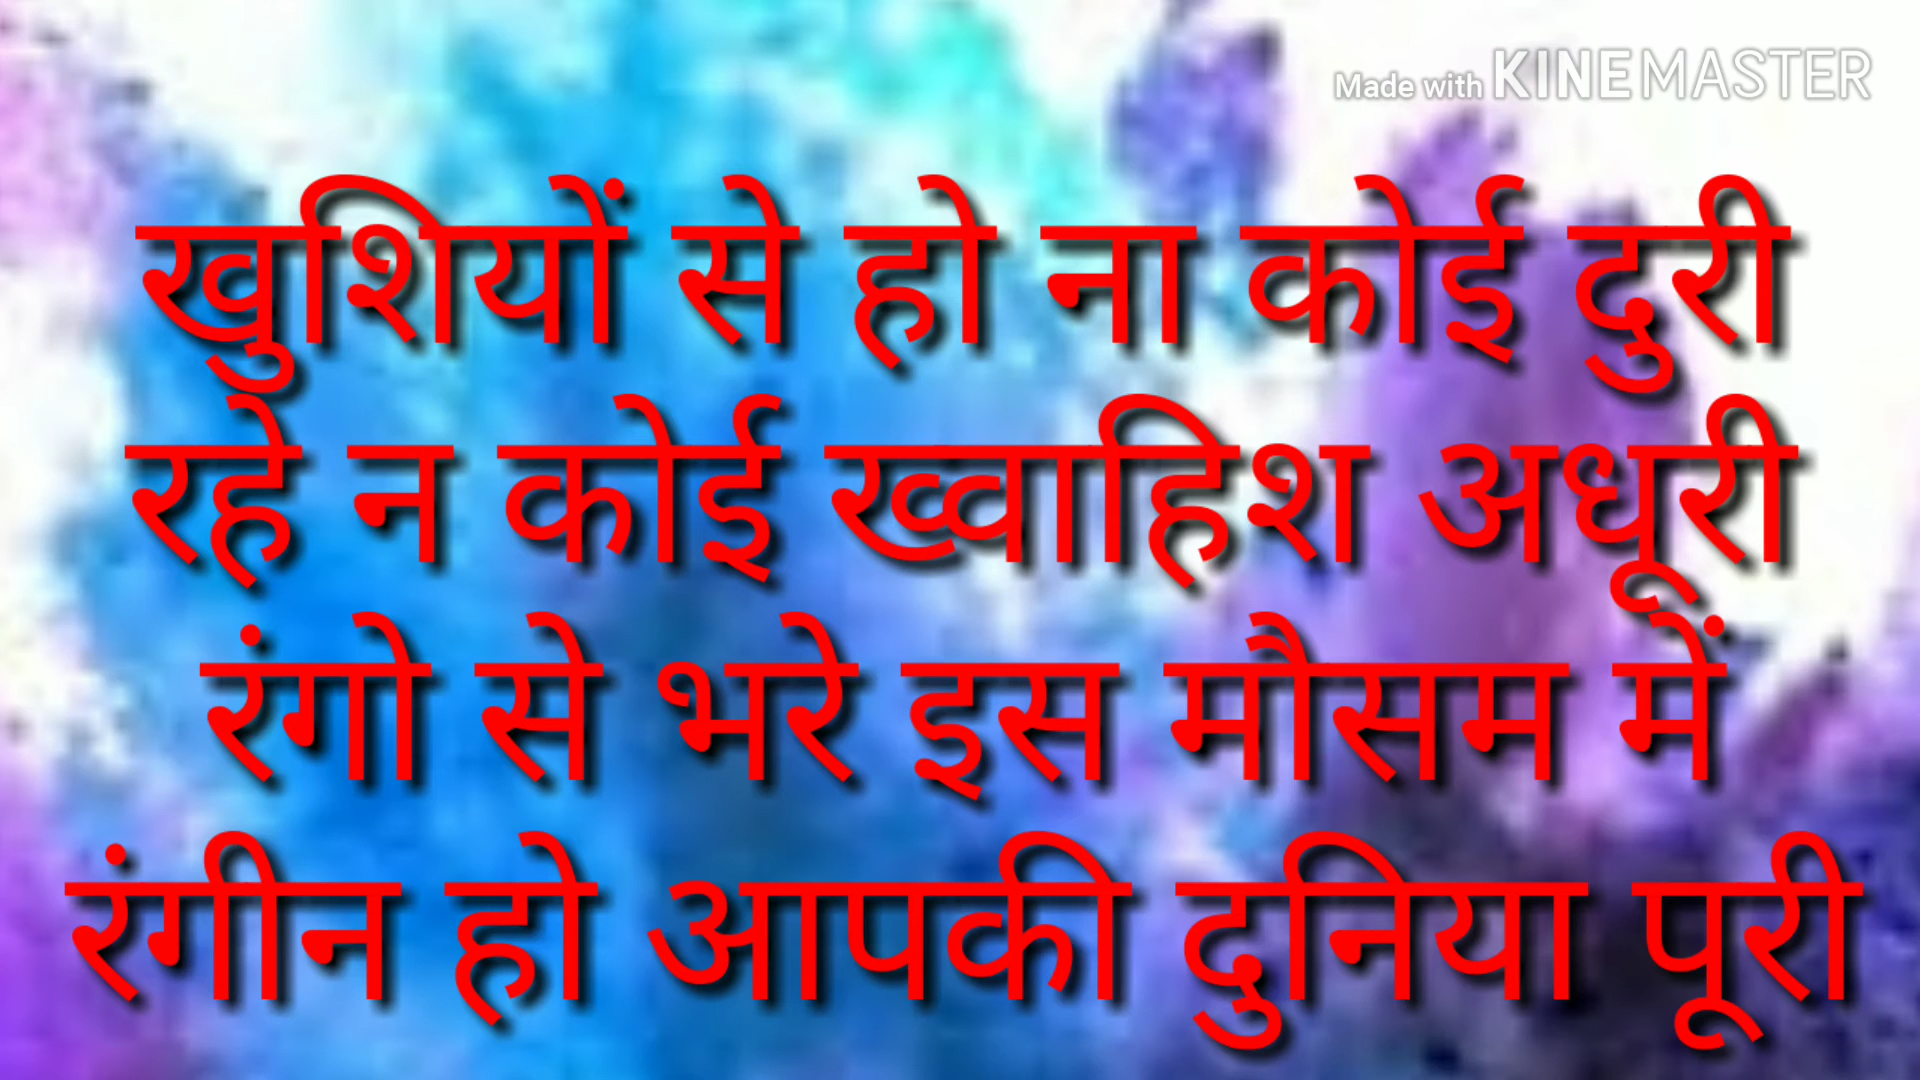 Made with KINEMASTER
खुशियों से हो ना कोई दुरी
रहे न कोई ख्वाहिश अधूरी
रंगो से भरे इस मौसम में
रंगीन हो आपकी दुनिया पूरी